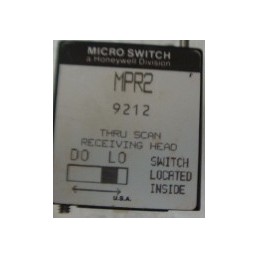 MICRO SWITCH
a Honeywell Division
MPR2
9212
THRU SCAN
RECEIVING HEAD
DO LO
SWITCH
LOCATED
INSIDE
U.S.A.